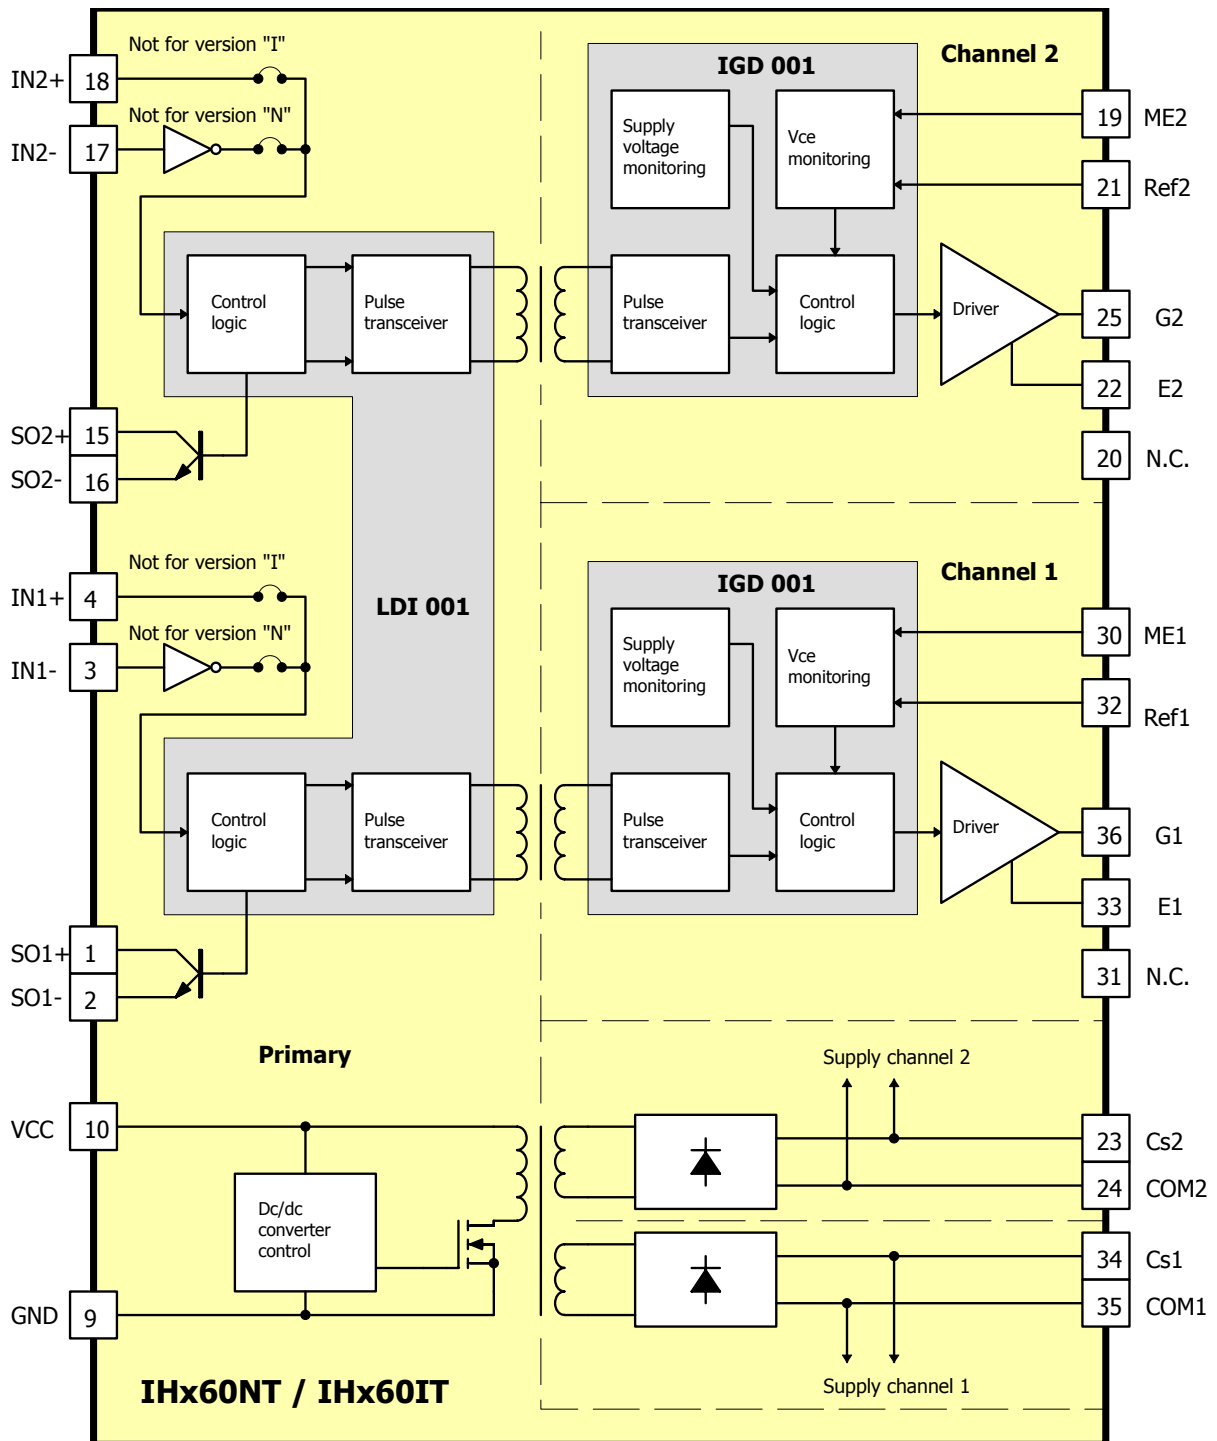 Not for version "I"
IN2+
18
Not for version "N"
IN2-
17
IGD 001
Channel 2
Supply
voltage
monitoring
Vce
monitoring
19
ME2
21
Ref2
Control
logic
Pulse
transceiver
Pulse
transceiver
Control
logic
Driver
25
G2
22
E2
SO2+
15
SO2-
16
20
N.C.
Not for version "I"
IN1+
4
Not for version "N"
IN1-
3
LDI 001
IGD 001
Channel 1
Supply
voltage
monitoring
Vce
monitoring
30
ME1
32
Ref1
Control
logic
Pulse
transceiver
Pulse
transceiver
Control
logic
Driver
36
G1
33
E1
SO1+
1
SO1-
2
31
N.C.
Primary
Supply channel 2
VCC
10
Dc/dc
converter
control
23
Cs2
24
COM2
34
Cs1
35
COM1
GND
9
Supply channel 1
IHx60NT / IHx60IT